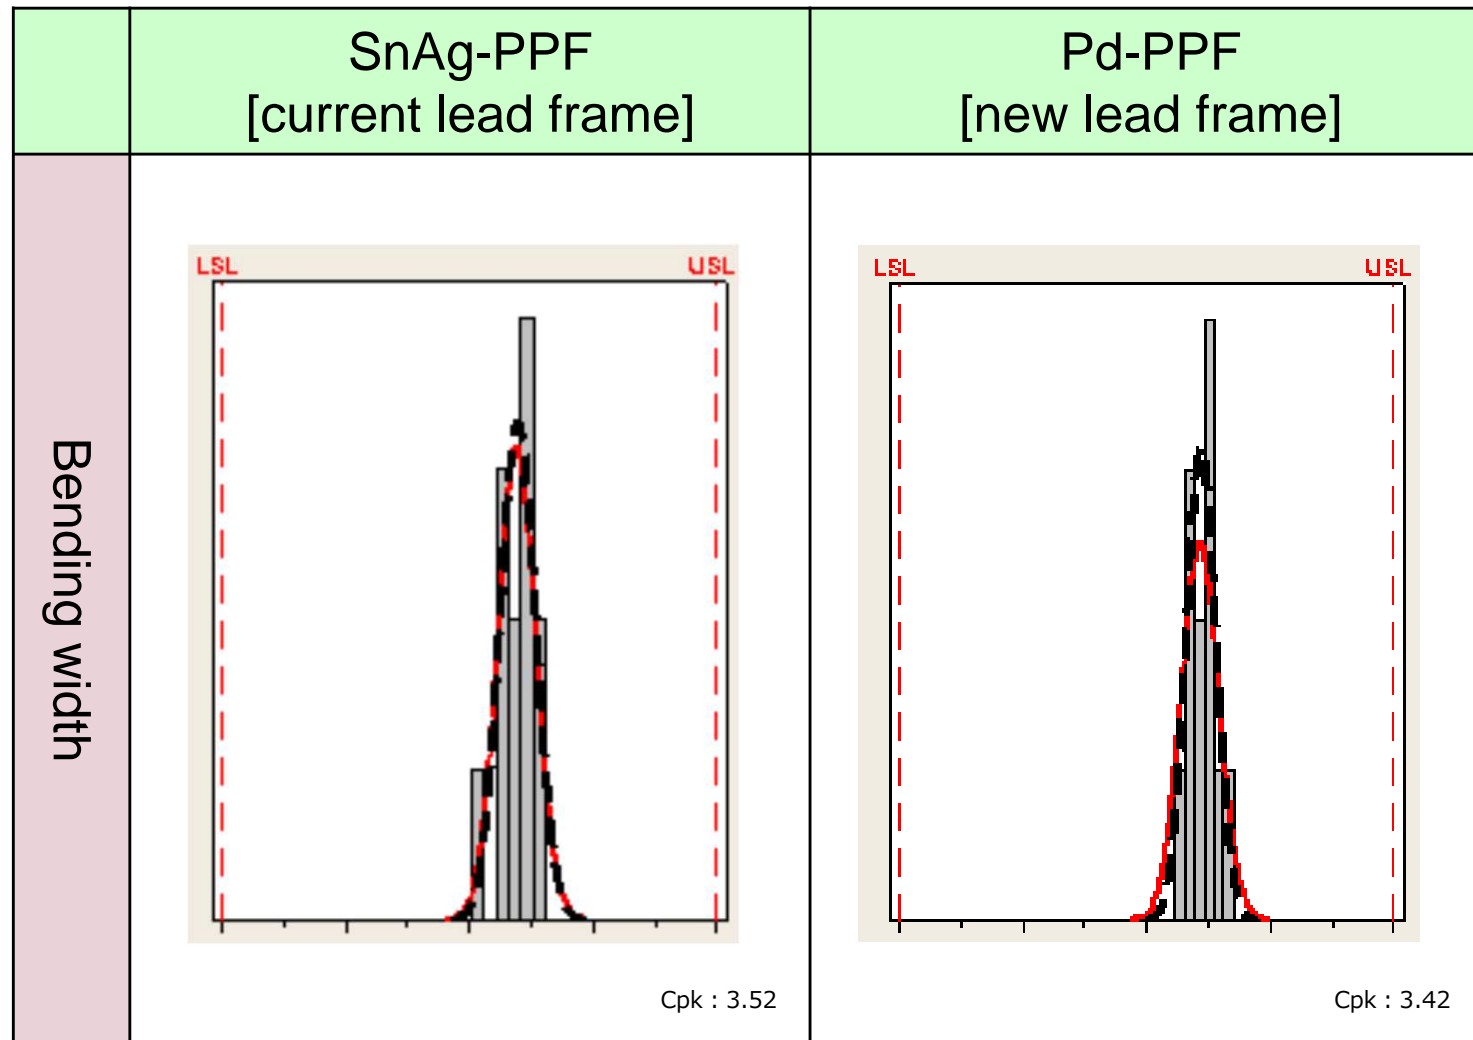 SnAg-PPF
[current lead frame]
Pd-PPF
[new lead frame]
Bending width
LSL
USL
Cpk : 3.52
LSL
USL
Cpk : 3.42